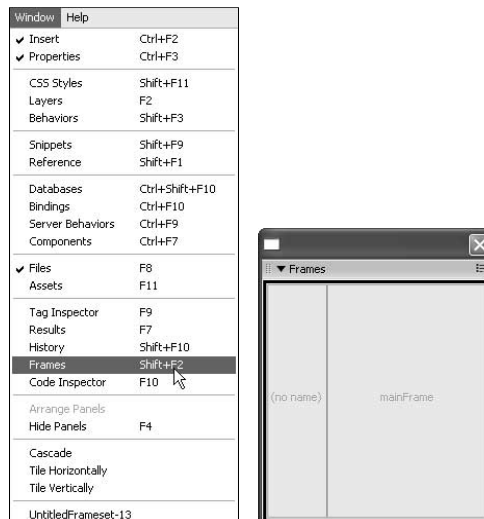 Window Help
Insert Ctrl+F2
Properties Ctrl+F3
CSS Styles Shift+F11
Layers F2
Behaviors Shift+F3
Snippets Shift+F9
Reference Shift+F1
Databases Ctrl+Shift+F10
Bindings Ctrl+F10
Server Behaviors Ctrl+F9
Components Ctrl+F7
Files F8
Assets F11
Tag Inspector F9
Results F7
History Shift+F10
Frames Shift+F2
Code Inspector F10
Arrange Panels
Hide Panels F4
Cascade
Tile Horizontally
Tile Vertically
UntitledFrameset-13
Frames
(no name) mainFrame